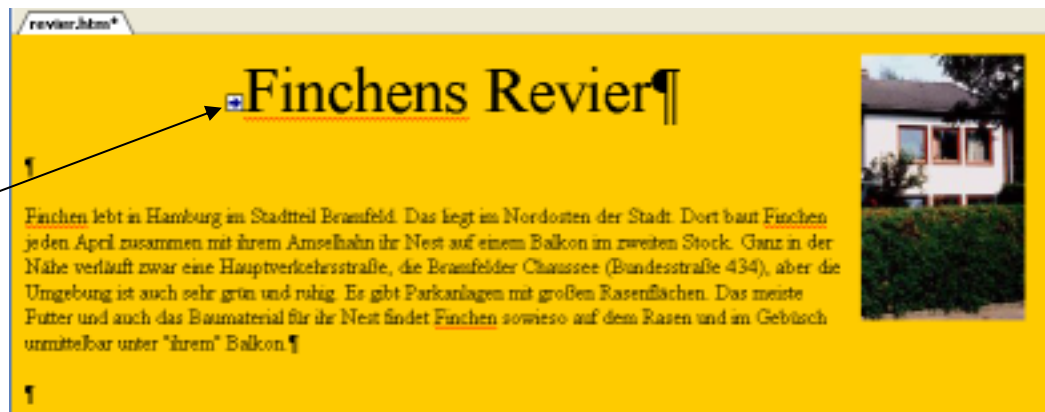 revier.htm*
Finchens Revier¶
¶
Finchen lebt in Hamburg im Stadtteil Bramfeld. Das liegt im Nordosten der Stadt. Dort baut Finchen
jeden April zusammen mit ihrem Amselhahn ihr Nest auf einem Balkon im zweiten Stock. Ganz in der
Nähe verläuft zwar eine Hauptverkehrsstraße, die Bramfelder Chaussee (Bundesstraße 434), aber die
Umgebung ist auch sehr grün und ruhig. Es gibt Parkanlagen mit großen Rasenflächen. Das meiste
Futter und auch das Baumaterial für ihr Nest findet Finchen sowieso auf dem Rasen und im Gebüsch
unmittelbar unter "ihrem" Balkon.¶
¶